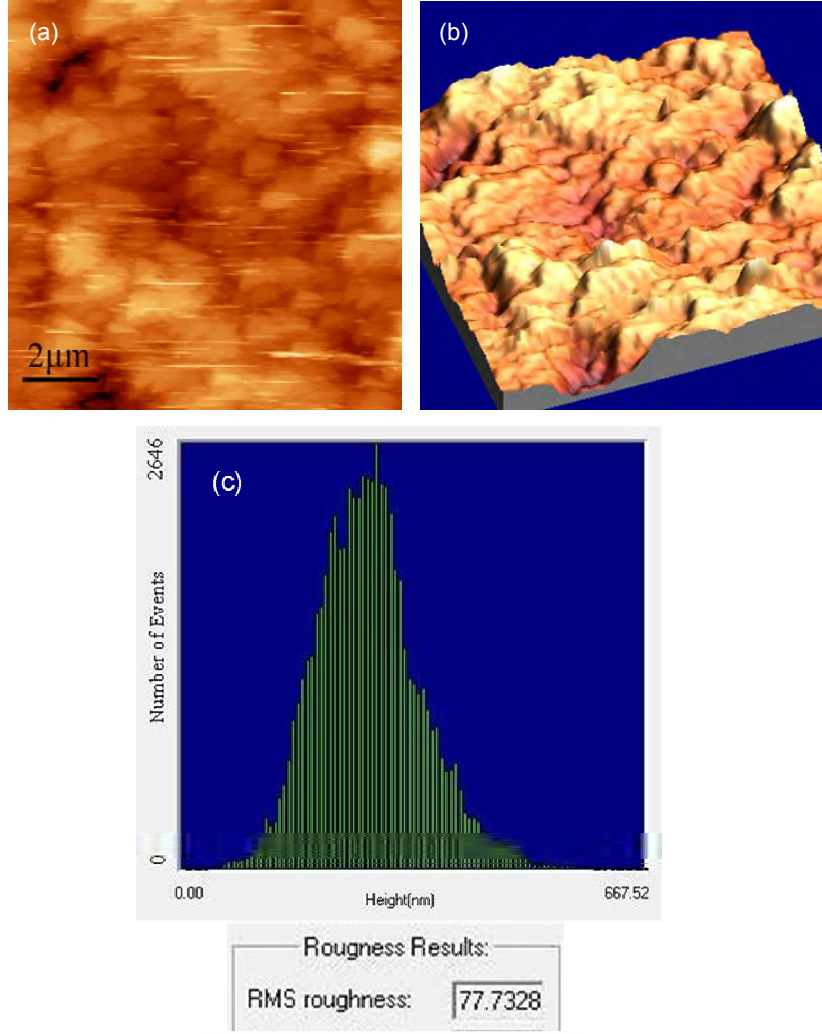 (a)
(b)
2μm
(c)
2646
Number of Events
0
0.00
Height(nm)
667.52
Rougness Results:
RMS roughness:
77.7328